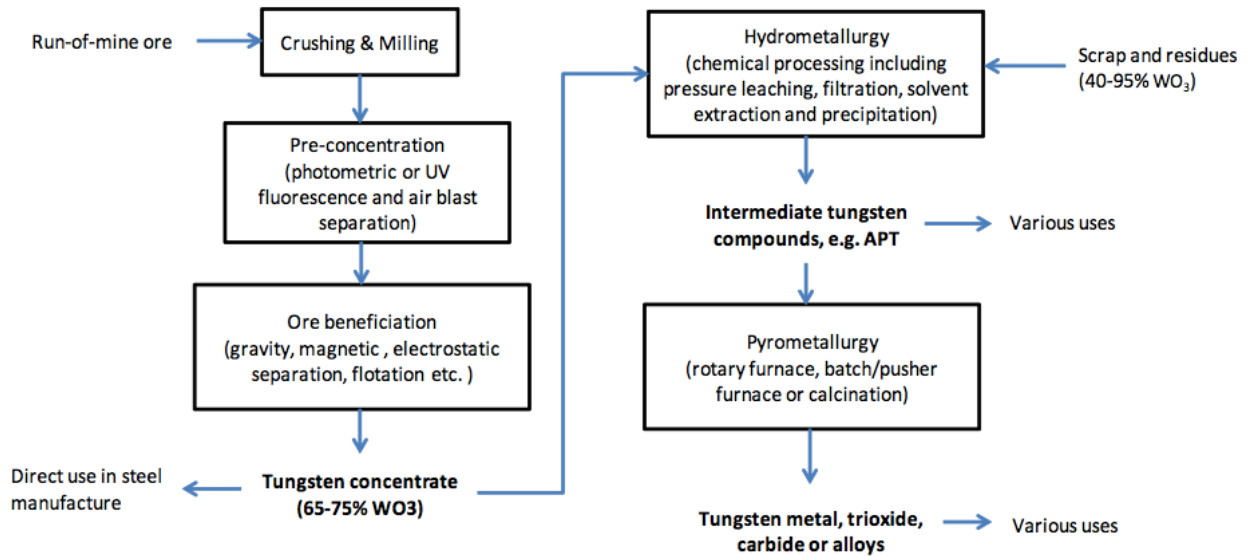 Run-of-mine ore
Crushing & Milling
Pre-concentration
(photometric or UV
fluorescence and air blast
separation)
Ore beneficiation
(gravity, magnetic , electrostatic
separation, flotation etc. )
Direct use in steel
manufacture
Tungsten concentrate
(65-75% WO3)
Hydrometallurgy
(chemical processing including
pressure leaching, filtration, solvent
extraction and precipitation)
Scrap and residues
(40-95% WO₃)
Intermediate tungsten
compounds, e.g. APT
Various uses
Pyrometallurgy
(rotary furnace, batch/pusher
furnace or calcination)
Tungsten metal, trioxide,
carbide or alloys
Various uses